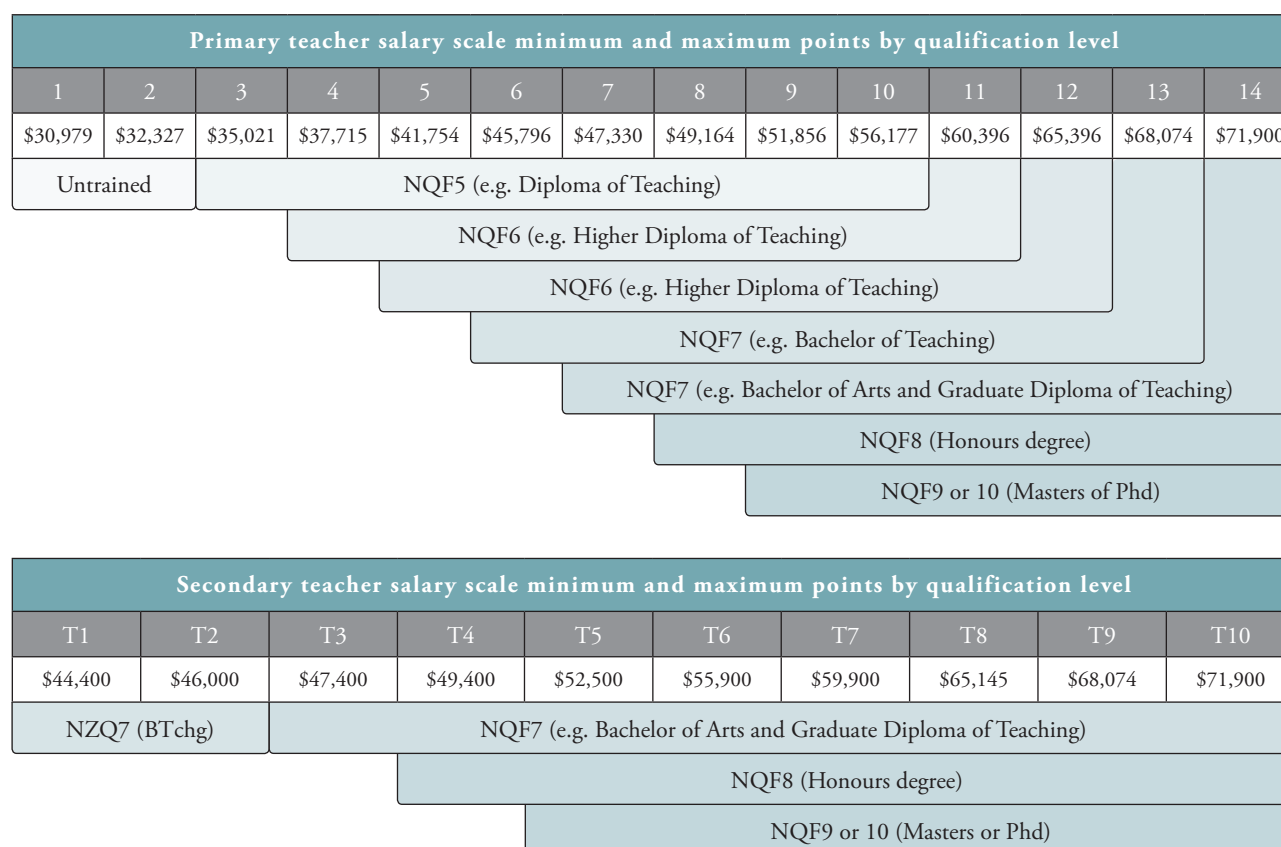 Primary teacher salary scale minimum and maximum points by qualification level
1 2 3 4 5 6 7 8 9 10 11 12 13 14
$30,979 $32,327 $35,021 $37,715 $41,754 $45,796 $47,330 $49,164 $51,856 $56,177 $60,396 $65,396 $68,074 $71,900
Untrained NQF5 (e.g. Diploma of Teaching)
NQF6 (e.g. Higher Diploma of Teaching)
NQF6 (e.g. Higher Diploma of Teaching)
NQF7 (e.g. Bachelor of Teaching)
NQF7 (e.g. Bachelor of Arts and Graduate Diploma of Teaching)
NQF8 (Honours degree)
NQF9 or 10 (Masters of Phd)
Secondary teacher salary scale minimum and maximum points by qualification level
T1 T2 T3 T4 T5 T6 T7 T8 T9 T10
$44,400 $46,000 $47,400 $49,400 $52,500 $55,900 $59,900 $65,145 $68,074 $71,900
NZQ7 (BTchg) NQF7 (e.g. Bachelor of Arts and Graduate Diploma of Teaching)
NQF8 (Honours degree)
NQF9 or 10 (Masters or Phd)